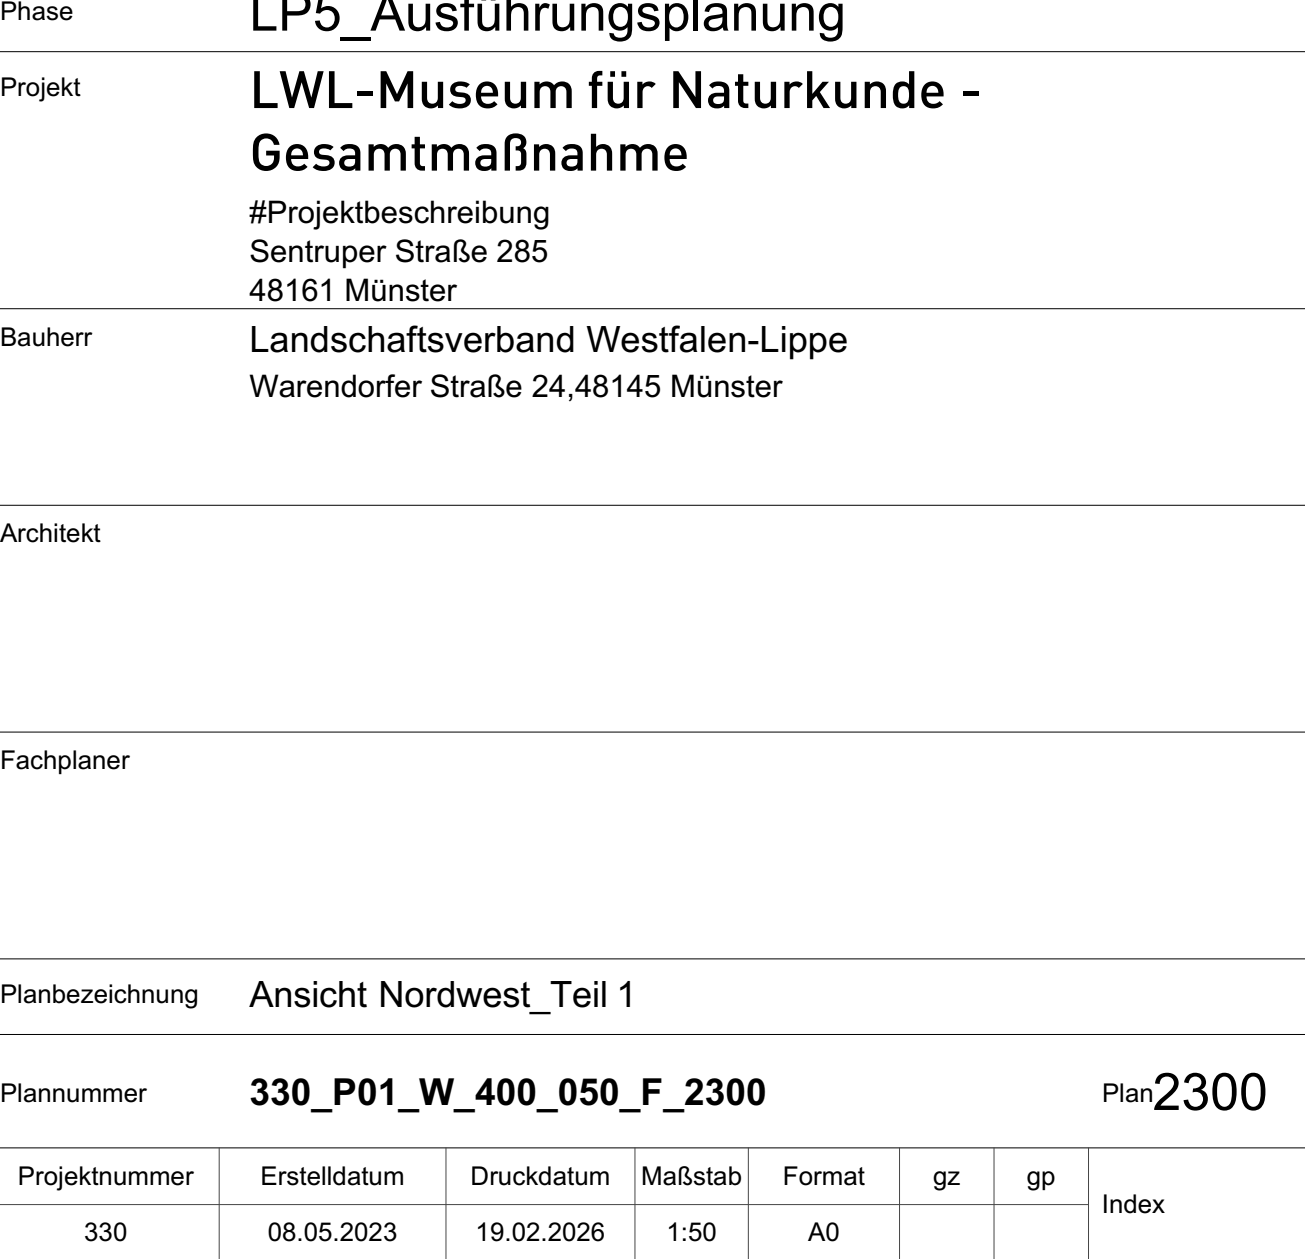 Phase LP5_Ausführungsplanung
Projekt LWL-Museum für Naturkunde -
Gesamtmaßnahme
#Projektbeschreibung
Sentruper Straße 285
48161 Münster
Bauherr Landschaftsverband Westfalen-Lippe
Warendorfer Straße 24,48145 Münster
Architekt
Fachplaner
Planbezeichnung Ansicht Nordwest_Teil 1
Plannummer 330_P01_W_400_050_F_2300 Plan 2300
Projektnummer Erstelldatum Druckdatum Maßstab Format gz gp Index
330 08.05.2023 19.02.2026 1:50 A0